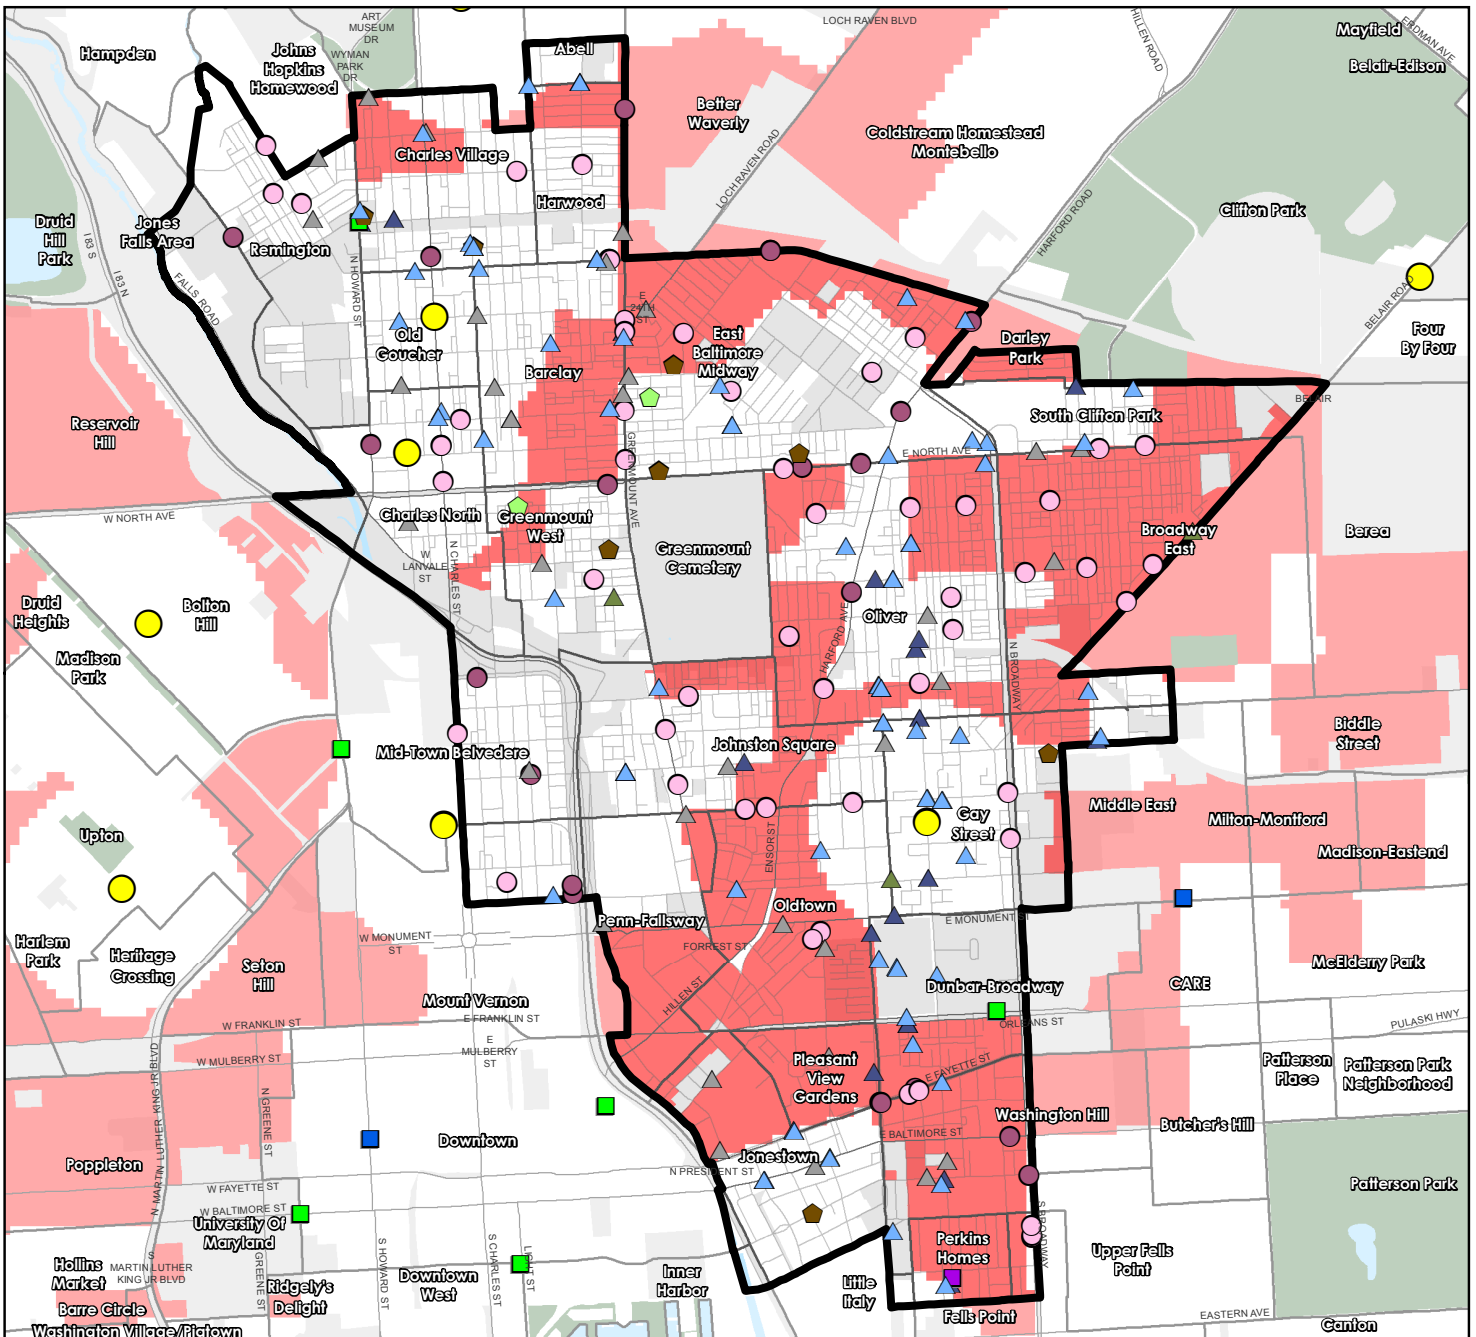 ART
MUSEUM
DR
LOCH RAVEN BLVD
HILLEN ROAD
ERDMAN AVE
Mayfield
Hampden
Johns
Hopkins
Homewood
WYMAN
PARK
DR
Abell
Belair-Edison
Better
Waverly
Coldstream Homestead
Montebello
LOCH RAVEN ROAD
Charles Village
Harwood
HARFORD ROAD
Clifton Park
Druid
Hill
Park
Jones
Falls Area
Remington
I 83 S
I 83 N
FALLS ROAD
N HOWARD ST
BELAIR ROAD
E
24TH
ST
Old
Goucher
Barclay
East
Baltimore
Midway
Darley
Park
Four
By Four
BELAIR
South Clifton Park
Reservoir
Hill
GREENMOUNT AVE
E NORTH AVE
W NORTH AVE
Charles North
Greenmount
West
Greenmount
Cemetery
Broadway
East
Berea
W
LANVALE
ST
N CHARLES ST
Druid
Heights
Bolton
Hill
Oliver
HARFORD AVE
N BROADWAY
Madison
Park
Mid-Town Belvedere
Johnston Square
Biddle
Street
Middle East
Milton-Montford
Upton
Gay
Street
Madison-Eastend
ENSOR ST
Oldtown
Penn-Fallsway
E MONUMENT ST
W MONUMENT
ST
FORREST ST
Harlem
Park
Heritage
Crossing
Seton
Hill
McElderry Park
Mount Vernon
HILLEN ST
Dunbar-Broadway
CARE
W FRANKLIN ST
E FRANKLIN ST
ORLEANS ST
PULASKI HWY
W MULBERRY ST
E
MULBERRY
ST
Pleasant
View
Gardens
E FAYETTE ST
Patterson
Place
Patterson Park
Neighborhood
N MARTIN LUTHER KING JR BLVD
N GREENE ST
Washington Hill
Butcher's Hill
Downtown
E BALTIMORE ST
Poppleton
Jonestown
N PRESIDENT ST
W FAYETTE ST
Patterson Park
W BALTIMORE ST
University Of
Maryland
S BROADWAY
Perkins
Homes
Upper Fells
Point
S
MARTIN LUTHER
KING JR BLVD
Hollins
Market
GREENE ST
Ridgely's
Delight
S HOWARD ST
Downtown
West
S CHARLES ST
LIGHT ST
Inner
Harbor
Little
Italy
Barre Circle
Fells Point
EASTERN AVE
Washington Village/Pigtown
Canton